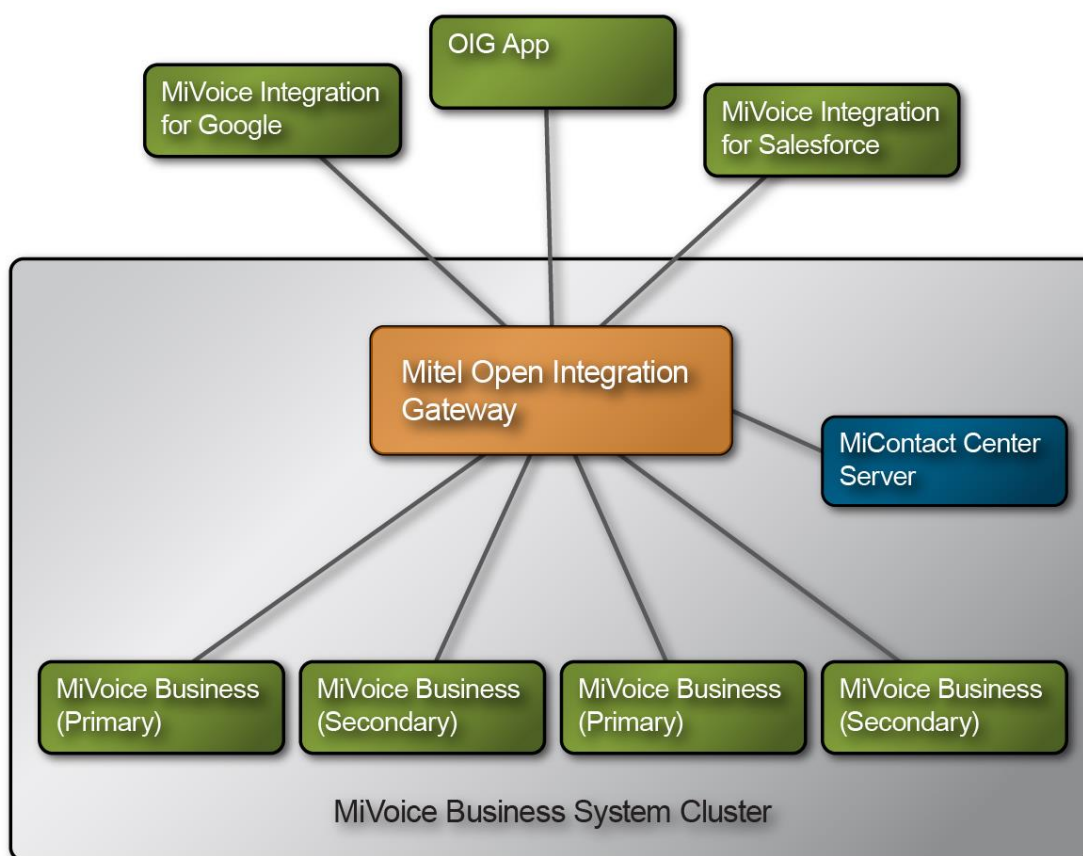 OIG App
MiVoice Integration
for Google
MiVoice Integration
for Salesforce
Mitel Open Integration
Gateway
MiContact Center
Server
MiVoice Business
(Primary)
MiVoice Business
(Secondary)
MiVoice Business
(Primary)
MiVoice Business
(Secondary)
MiVoice Business System Cluster